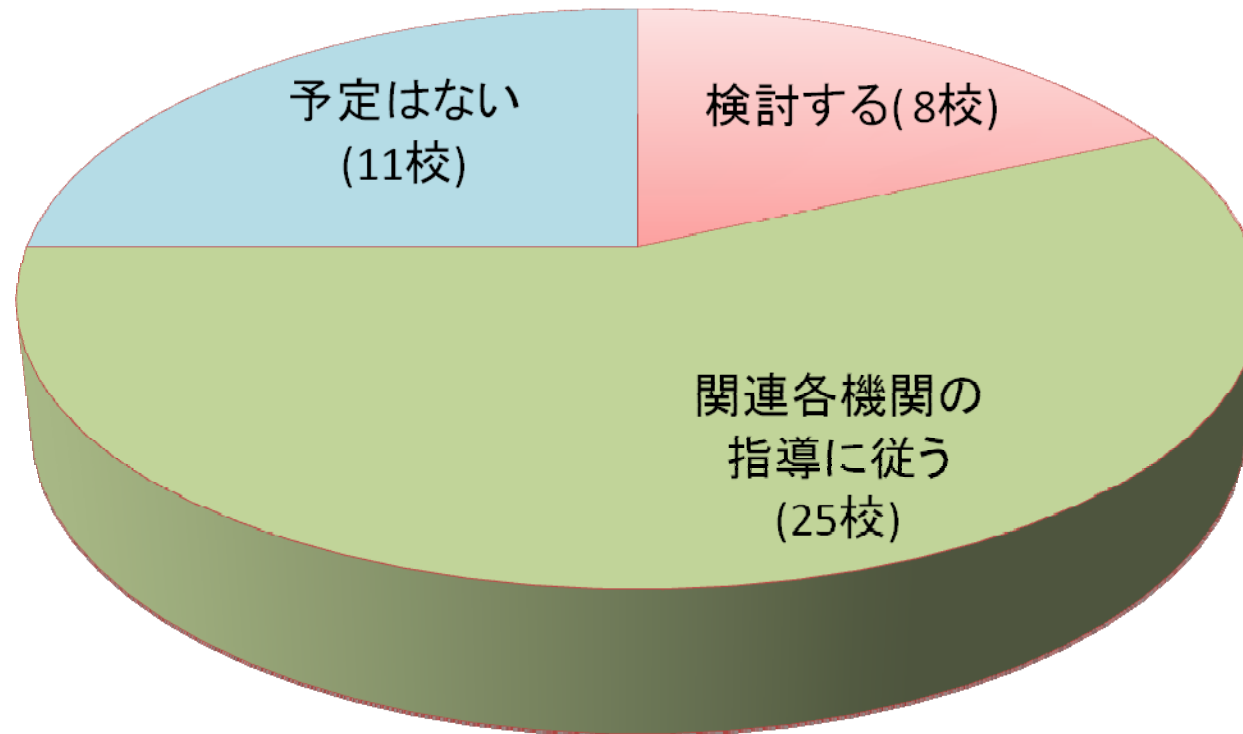 予定はない
(11校)
検討する( 8校)
関連各機関の
指導に従う
(25校)